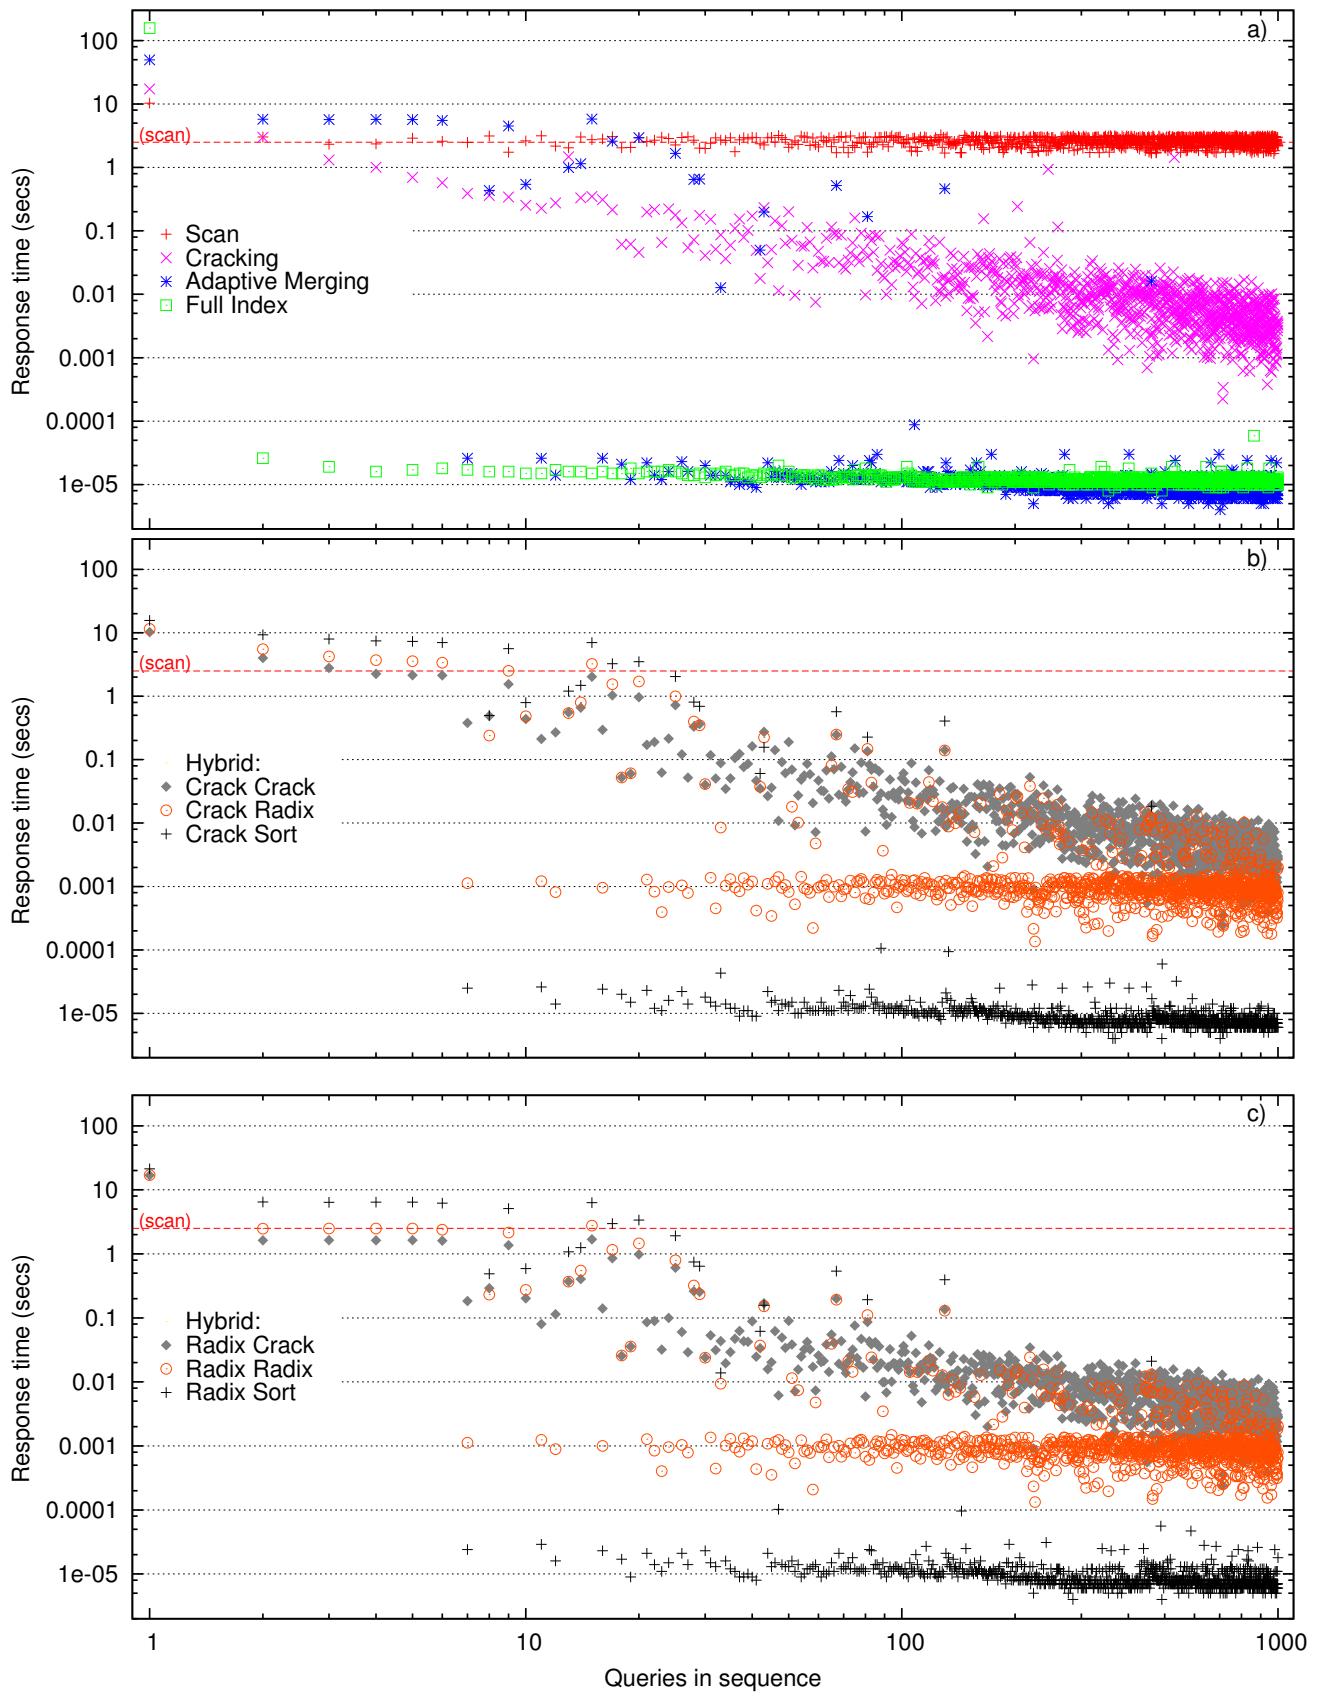 a)
100
10
(scan)
1
0.1
Scan
Cracking
Adaptive Merging
Full Index
0.01
0.001
0.0001
1e-05
Response time (secs)
b)
100
10
(scan)
1
0.1
Hybrid:
Crack Crack
Crack Radix
Crack Sort
0.01
0.001
0.0001
1e-05
Response time (secs)
c)
100
10
(scan)
1
0.1
Hybrid:
Radix Crack
Radix Radix
Radix Sort
0.01
0.001
0.0001
1e-05
Response time (secs)
1 10 100 1000
Queries in sequence